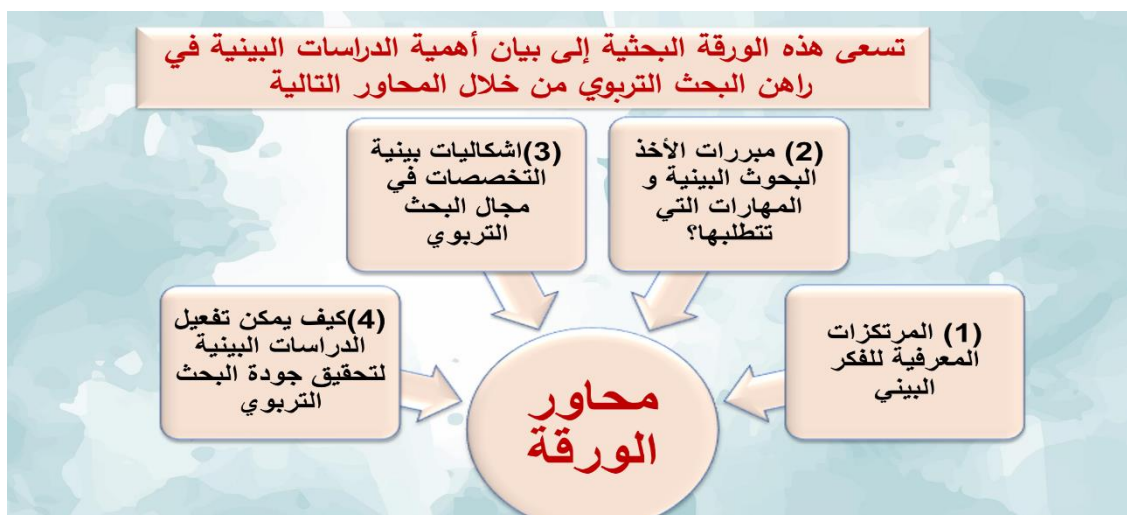 تسعى هذه الورقة البحثية إلى بيان أهمية الدراسات البينية في
راهن البحث التربوي من خلال المحاور التالية
(1) المرتكزات
المعرفية للفكر
البيني
(2) مبررات الأخذ
البحوث البينية و
المهارات التي
تتطلبها؟
(3)اشكاليات بينية
التخصصات في
مجال البحث
التربوي
(4)كيف يمكن تفعيل
الدراسات البينية
لتحقيق جودة البحث
التربوي
محاور
الورقة